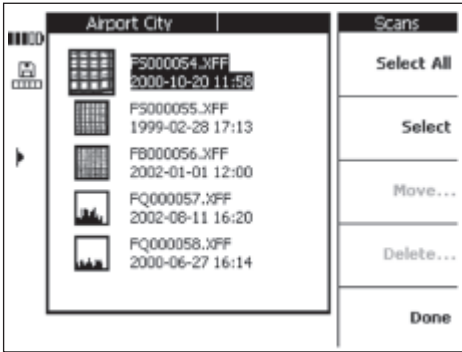 Airport City
Scans
FS000054.XFF
2000-10-20 11:58
FS000055.XFF
1999-02-28 17:13
FB000056.XFF
2002-01-01 12:00
FQ000057.XFF
2002-08-11 16:20
FQ000058.XFF
2000-06-27 16:14
Select All
Select
Move...
Delete...
Done